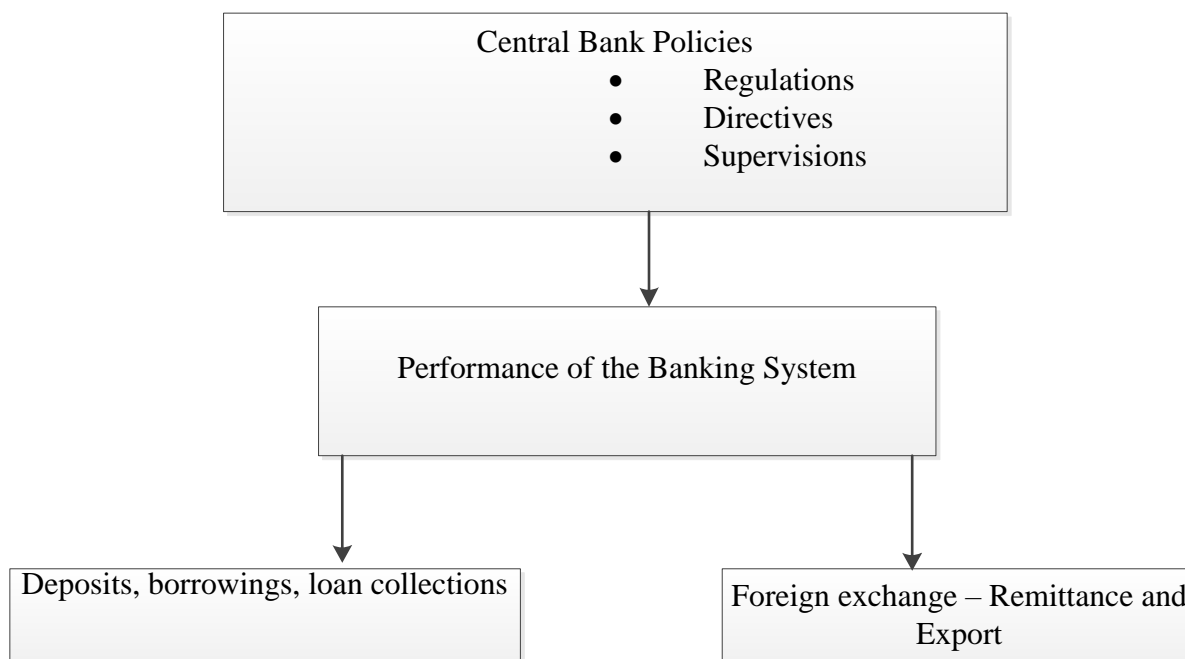 Central Bank Policies
• Regulations
• Directives
• Supervisions
Performance of the Banking System
Deposits, borrowings, loan collections
Foreign exchange – Remittance and
Export